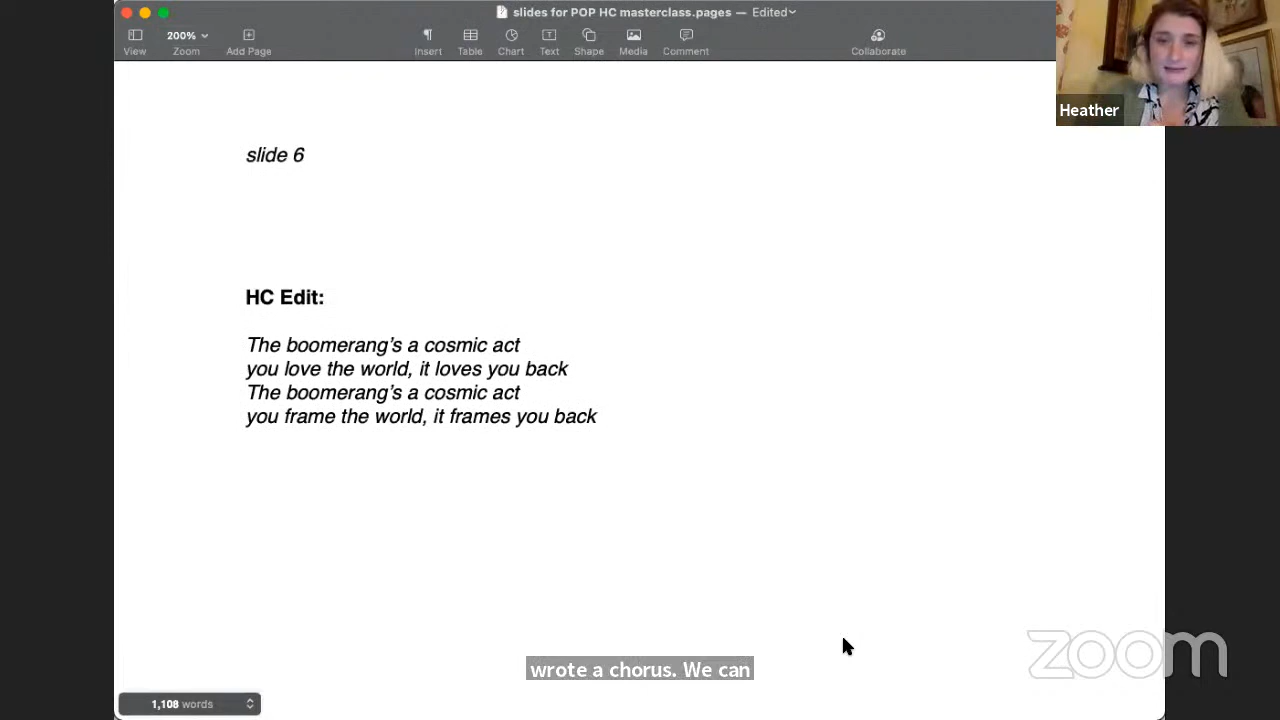 slides for POP HC masterclass.pages — Edited
200%
View
Zoom
Add Page
Insert
Table
Chart
Text
Shape
Media
Comment
Collaborate
Heather
slide 6
HC Edit:
The boomerang's a cosmic act
you love the world, it loves you back
The boomerang's a cosmic act
you frame the world, it frames you back
wrote a chorus. We can
zoom
1,108 words